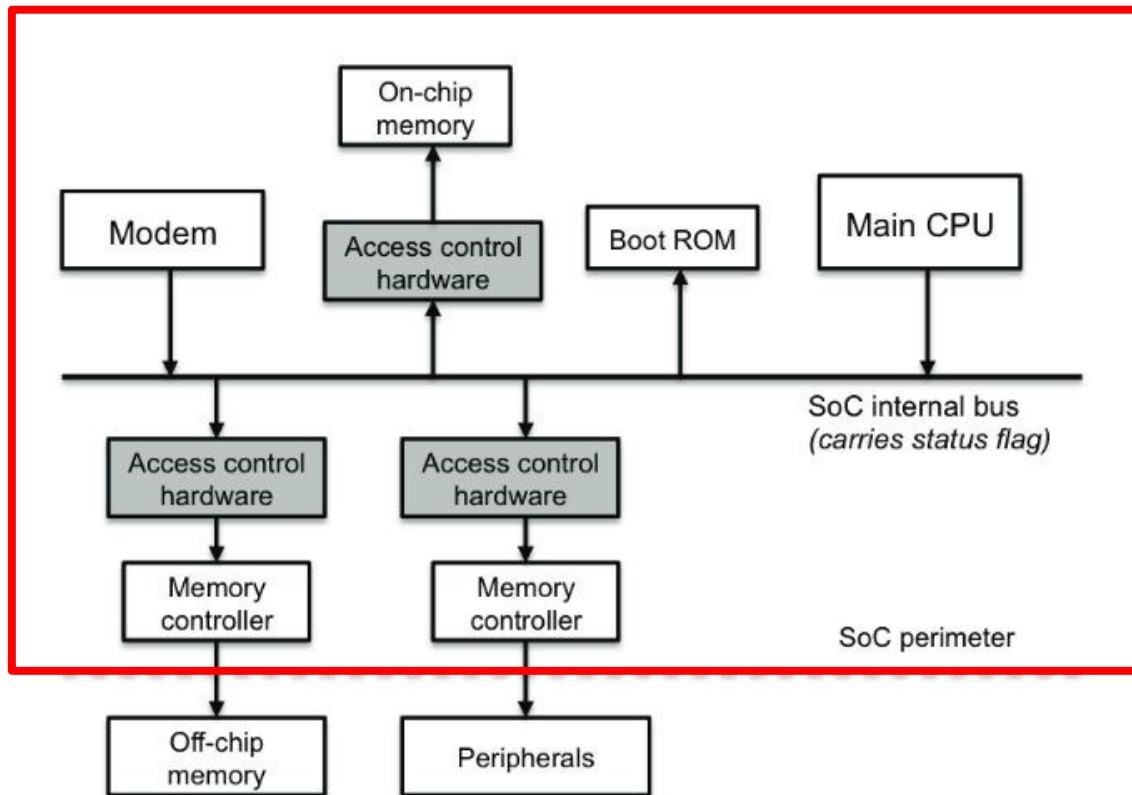 On-chip
memory
Modem
Access control
hardware
Boot ROM
Main CPU
SoC internal bus
(carries status flag)
Access control
hardware
Access control
hardware
Memory
controller
Memory
controller
SoC perimeter
Off-chip
memory
Peripherals